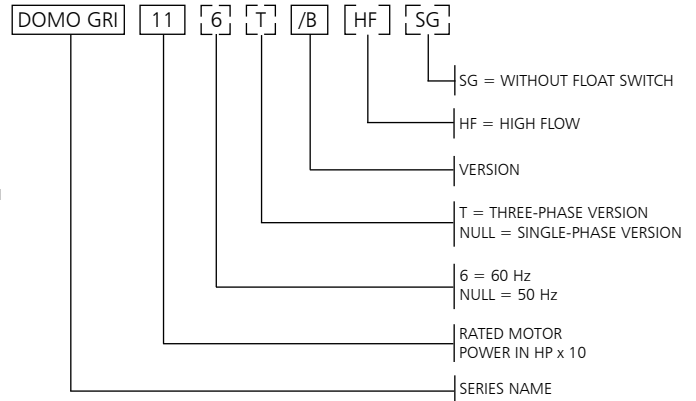 DOMO GRI 11 6 T /B HF SG
SG = WITHOUT FLOAT SWITCH
HF = HIGH FLOW
VERSION
T = THREE-PHASE VERSION
NULL = SINGLE-PHASE VERSION
6 = 60 Hz
NULL = 50 Hz
RATED MOTOR
POWER IN HP x 10
SERIES NAME